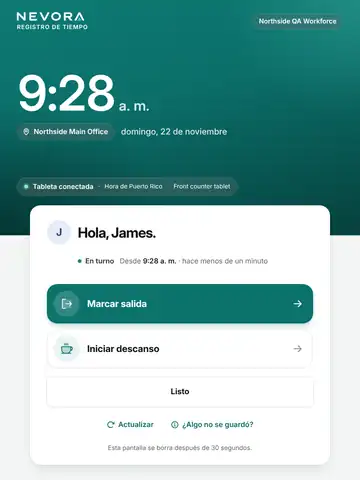 NEVORA
REGISTRO DE TIEMPO
Northside QA Workforce
9:28 a. m.
Northside Main Office
domingo, 22 de noviembre
Tableta conectada · Hora de Puerto Rico · Front counter tablet
J
Hola, James.
En turno Desde 9:28 a. m. · hace menos de un minuto
Marcar salida
Iniciar descanso
Listo
Actualizar
¿Algo no se guardó?
Esta pantalla se borra después de 30 segundos.